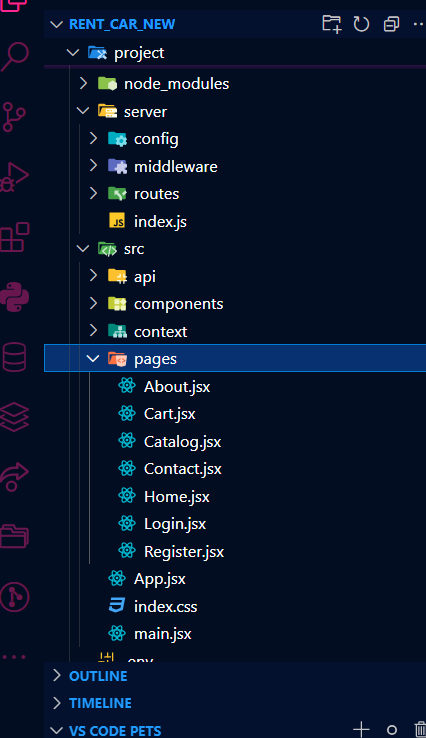 RENT_CAR_NEW
project
node_modules
server
config
middleware
routes
JS index.js
src
api
components
context
pages
About.jsx
Cart.jsx
Catalog.jsx
Contact.jsx
Home.jsx
Login.jsx
Register.jsx
App.jsx
index.css
main.jsx
.env
OUTLINE
TIMELINE
VS CODE PETS